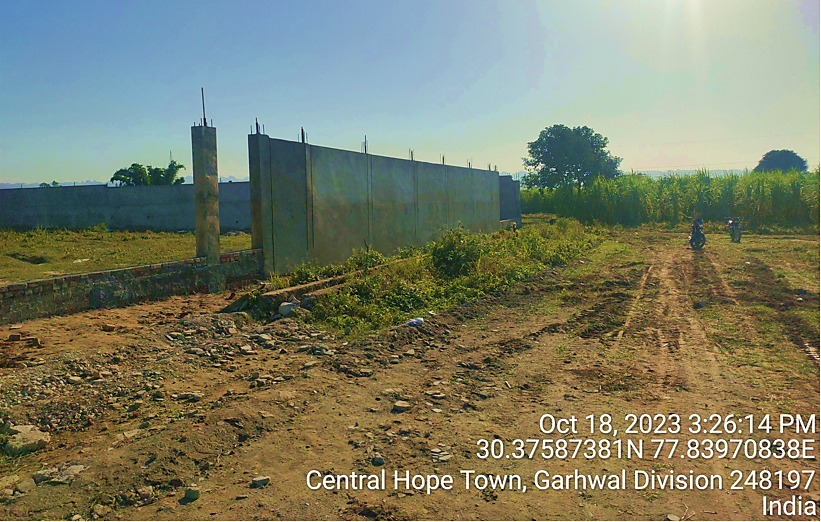 Oct 18, 2023 3:26:14 PM
30.37587381N 77.83970838E
Central Hope Town, Garhwal Division 248197
India